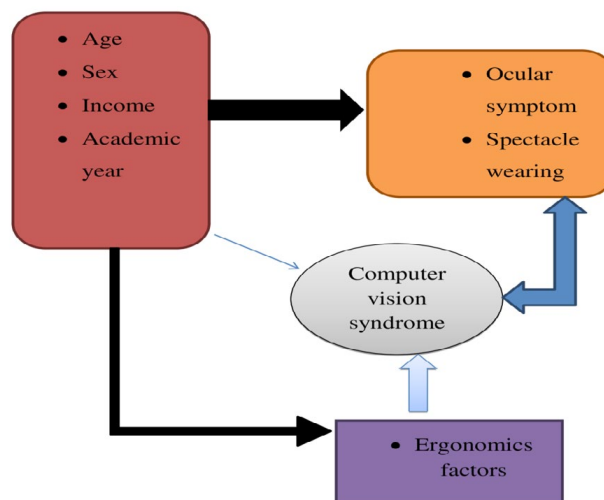 • Age
• Sex
• Income
• Academic
year
• Ocular
symptom
• Spectacle
wearing
Computer
vision
syndrome
• Ergonomics
factors